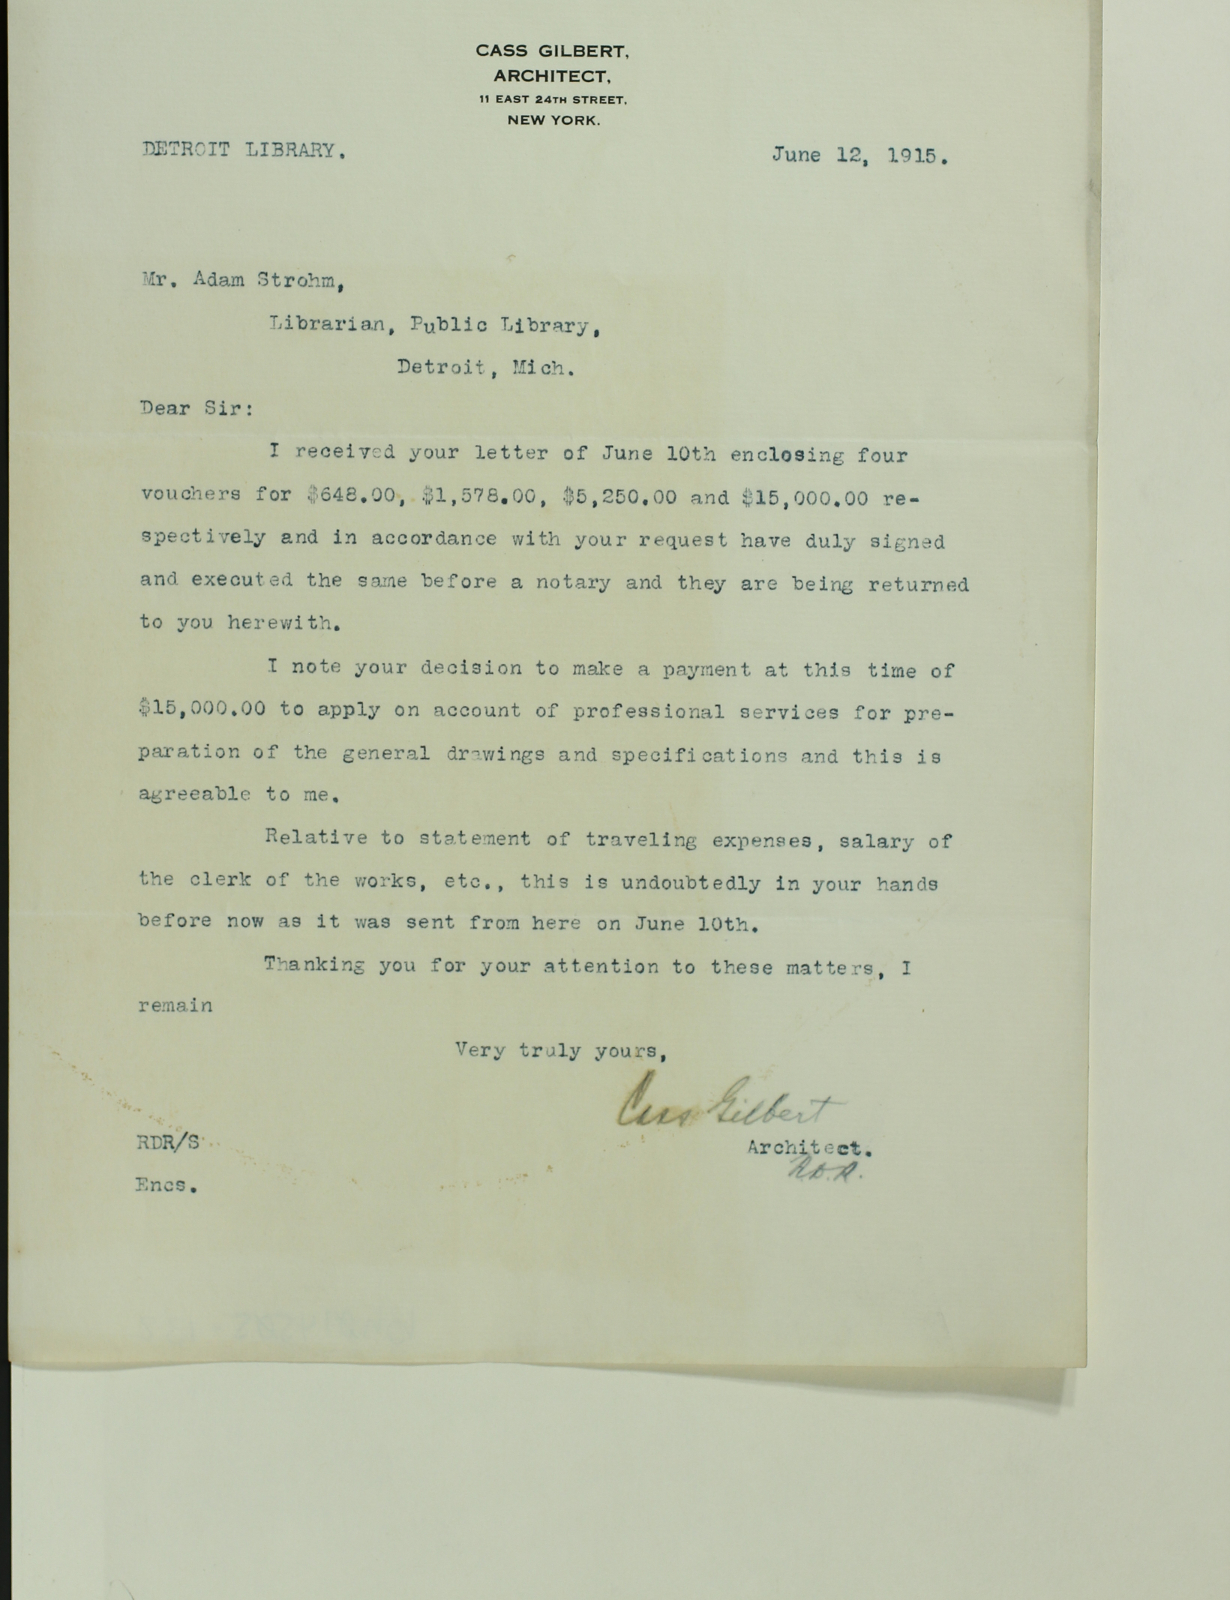 CASS GILBERT,
ARCHITECT,
11 EAST 24TH STREET,
NEW YORK.
DETROIT LIBRARY. June 12, 1915.
Mr. Adam Strohm,
Librarian, Public Library,
Detroit, Mich.
Dear Sir:
I received your letter of June 10th enclosing four
vouchers for $648.00, $1,578.00, $5,250.00 and $15,000.00 re-
spectively and in accordance with your request have duly signed
and executed the same before a notary and they are being returned
to you herewith.
I note your decision to make a payment at this time of
$15,000.00 to apply on account of professional services for pre-
paration of the general drawings and specifications and this is
agreeable to me.
Relative to statement of traveling expenses, salary of
the clerk of the works, etc., this is undoubtedly in your hands
before now as it was sent from here on June 10th.
Thanking you for your attention to these matters, I
remain
Very truly yours,
Cass Gilbert
RDR/S Architect.
R.D.R.
Encs.